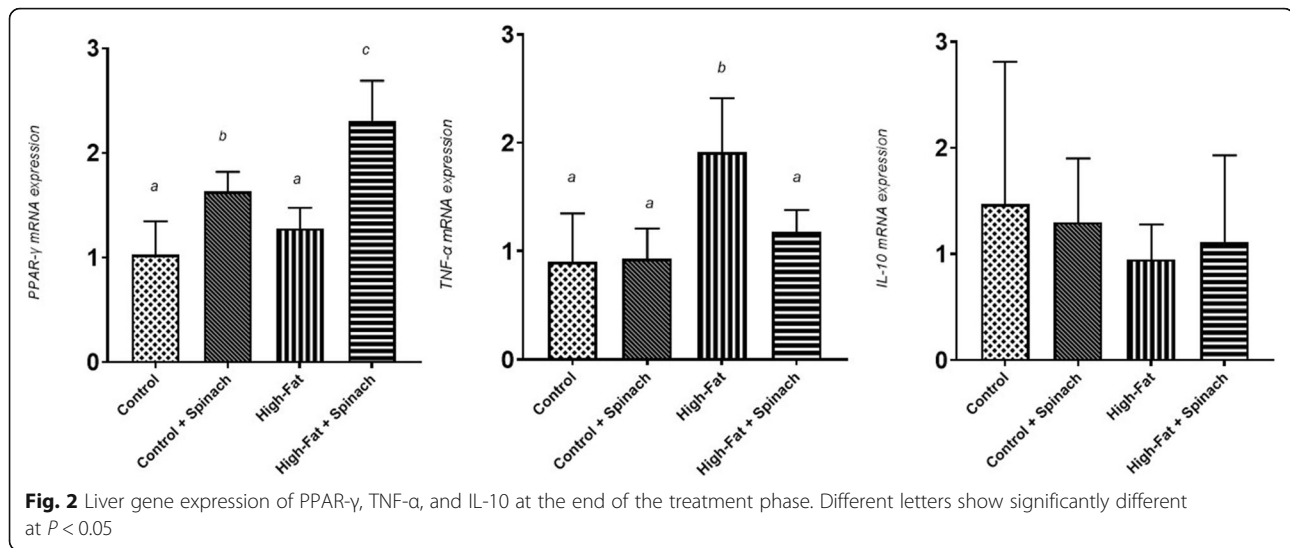 PPAR-γ mRNA expression
3
2
1
0
a
b
a
c
Control
Control + Spinach
High-Fat
High-Fat + Spinach
TNF-α mRNA expression
3
2
1
0
a
a
b
a
Control
Control + Spinach
High-Fat
High-Fat + Spinach
IL-10 mRNA expression
3
2
1
0
Control
Control + Spinach
High-Fat
High-Fat + Spinach
Fig. 2 Liver gene expression of PPAR-γ, TNF-α, and IL-10 at the end of the treatment phase. Different letters show significantly different
at P < 0.05